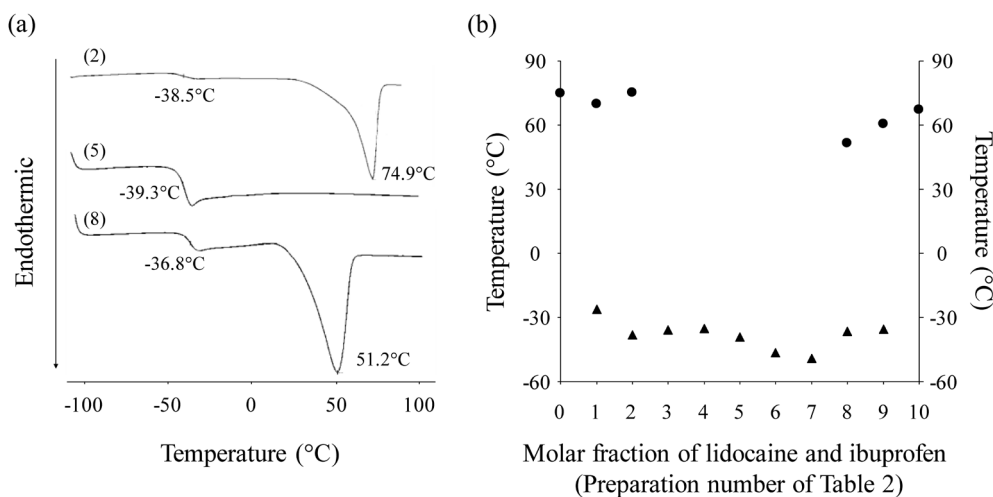 (a)
(2)
-38.5°C
74.9°C
(5)
-39.3°C
(8)
-36.8°C
51.2°C
Endothermic
-100 -50 0 50 100
Temperature (°C)
(b)
90 90
60 60
30 30
0 0
-30 -30
-60 -60
Temperature (°C)
Temperature (°C)
0 1 2 3 4 5 6 7 8 9 10
Molar fraction of lidocaine and ibuprofen
(Preparation number of Table 2)